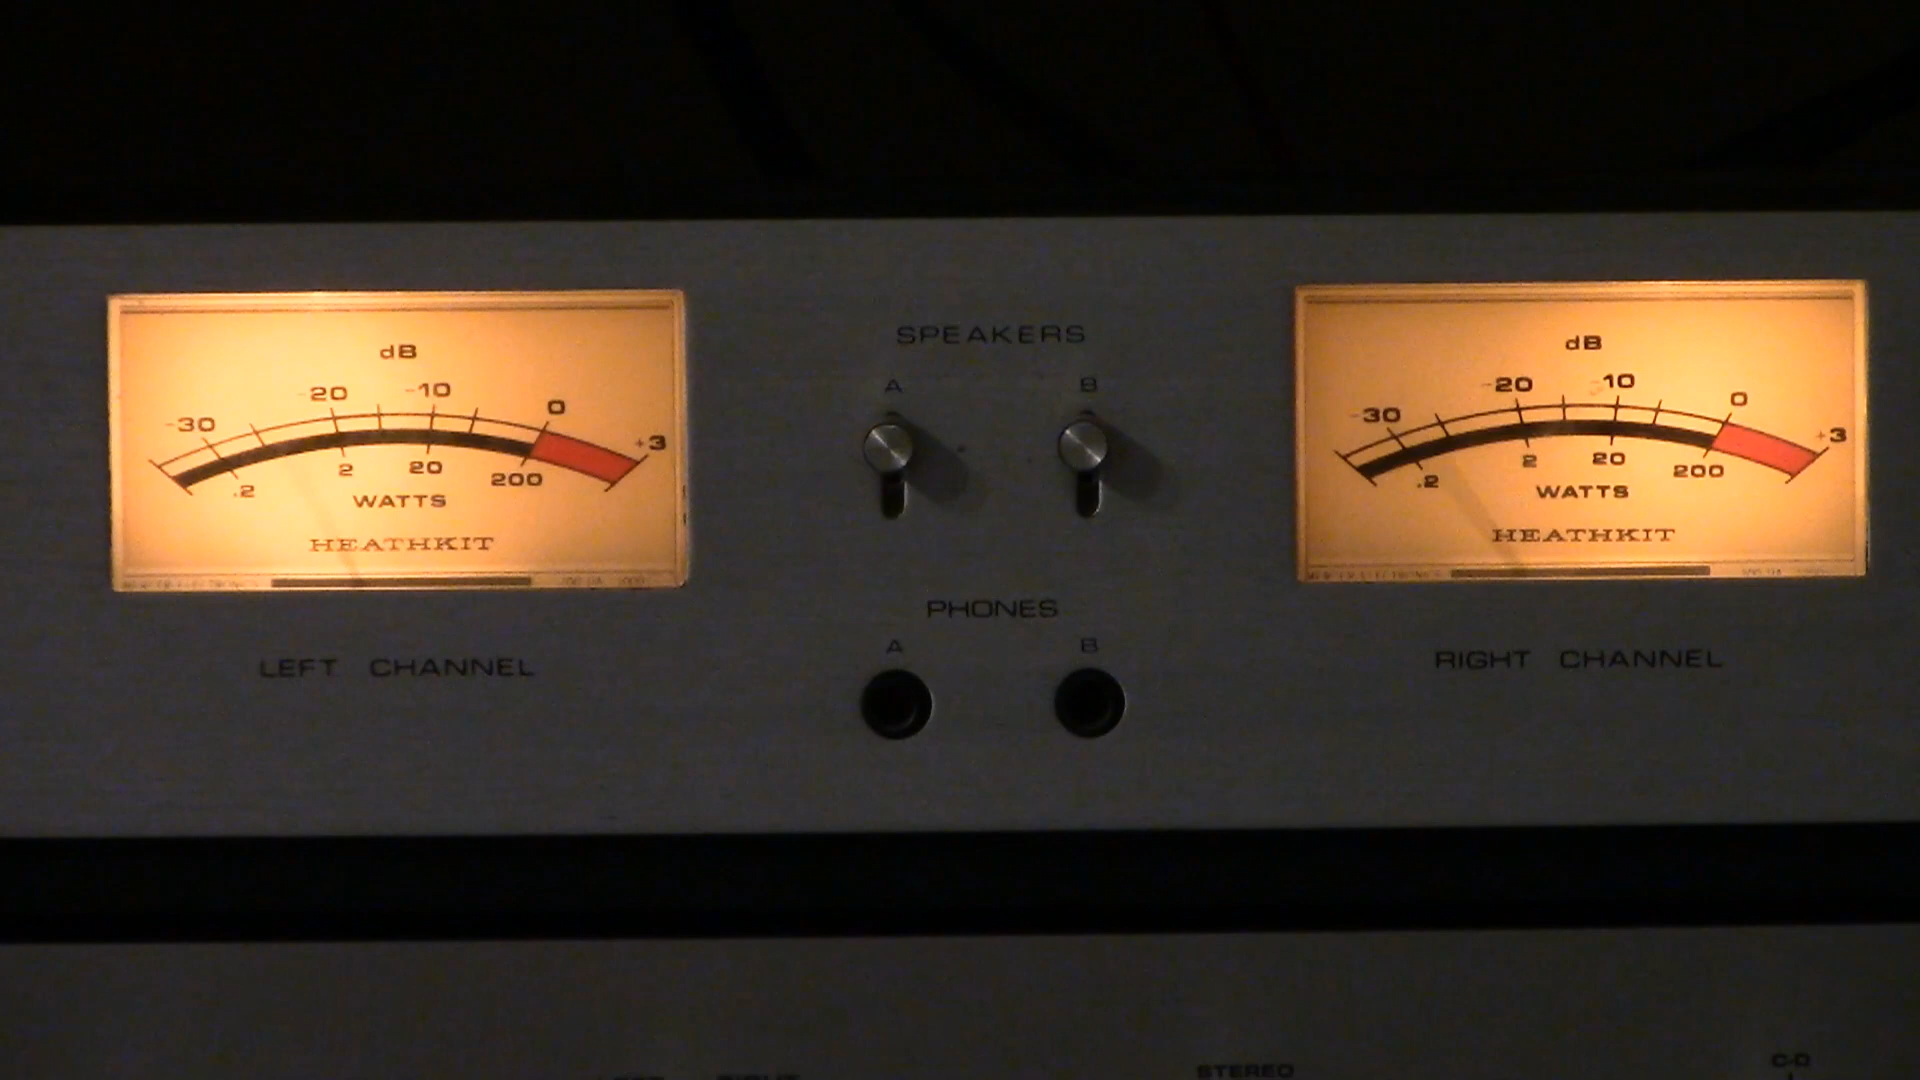 dB
-30 -20 -10 0 +3
.2 2 20 200
WATTS
HEATHKIT
LEFT CHANNEL
SPEAKERS
A B
PHONES
A B
dB
-30 -20 -10 0 +3
.2 2 20 200
WATTS
HEATHKIT
RIGHT CHANNEL
STEREO
C-D